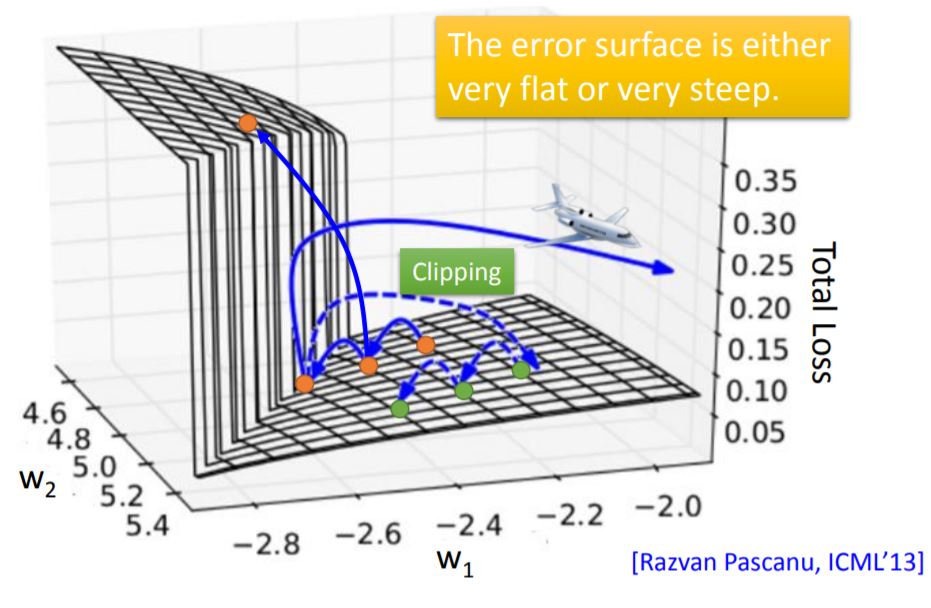 The error surface is either
very flat or very steep.
Clipping
0.35
0.30
0.25
0.20
0.15
0.10
0.05
Total Loss
4.6
4.8
5.0
5.2
5.4
w2
−2.8
−2.6
−2.4
−2.2
−2.0
w1
[Razvan Pascanu, ICML’13]